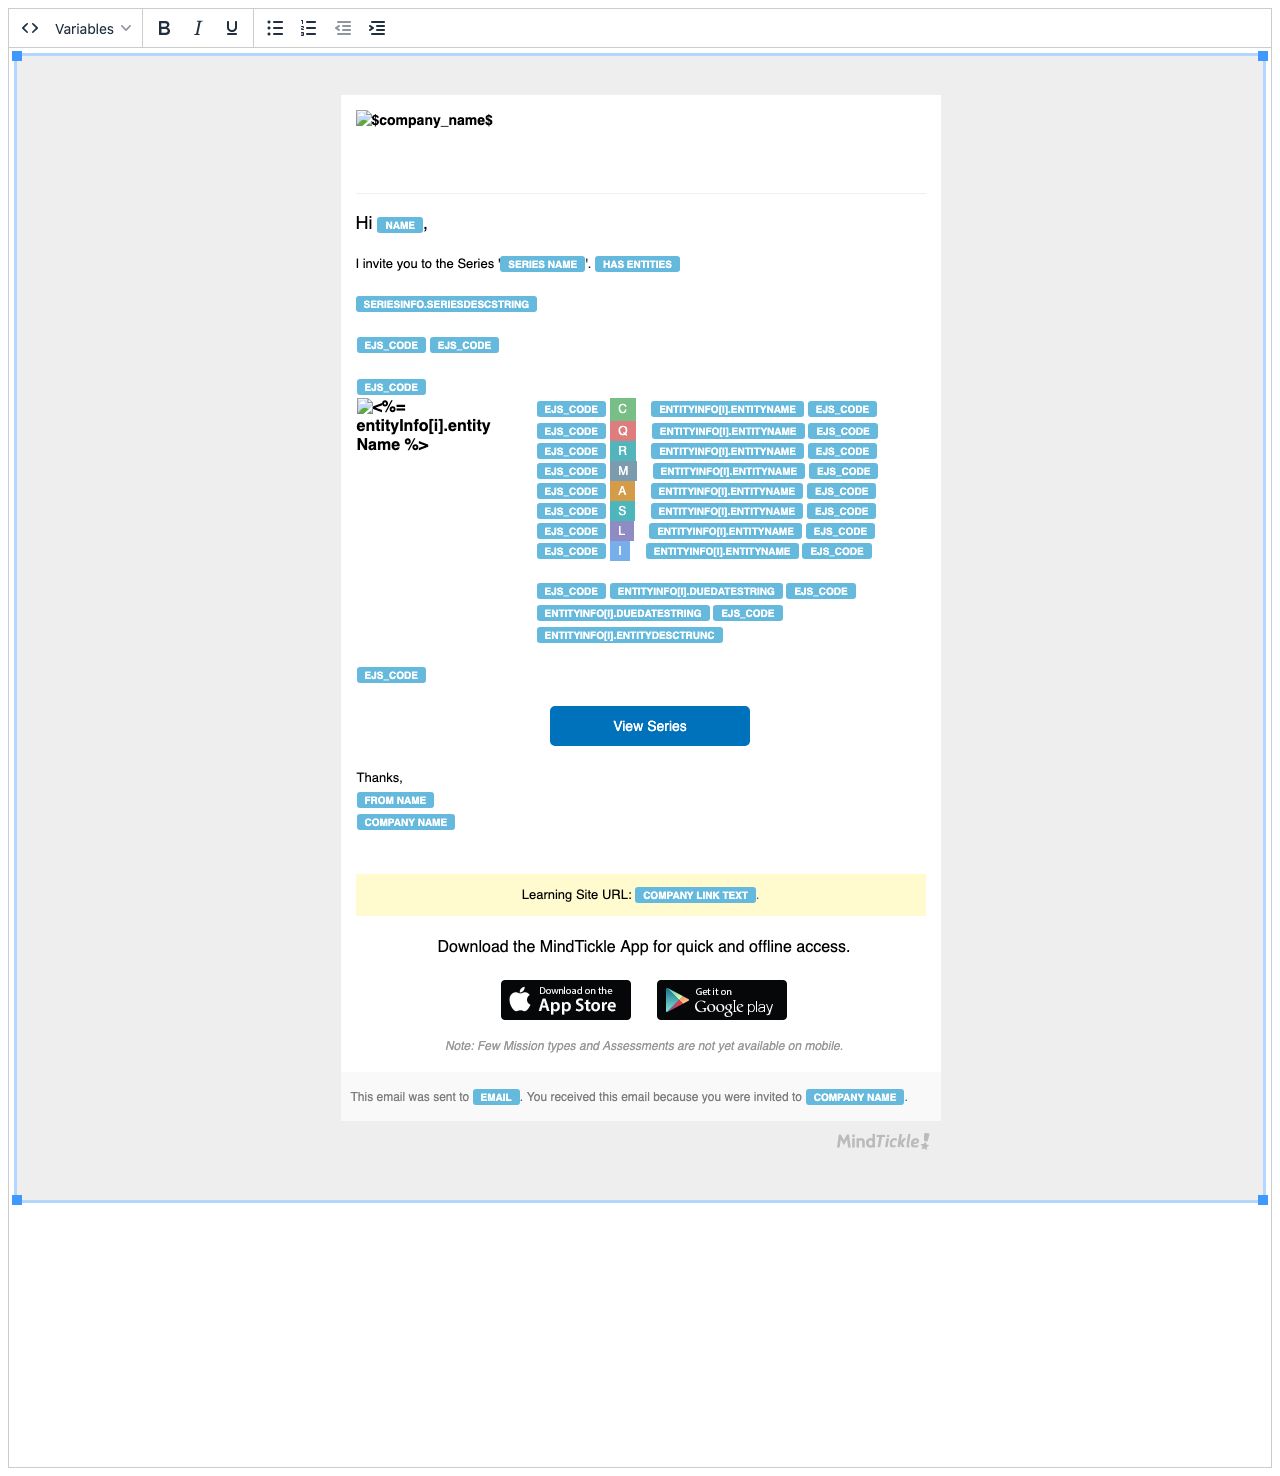 Variables B I U
$company_name$
Hi NAME,
I invite you to the Series 'SERIES NAME'. HAS ENTITIES
SERIESINFO.SERIESDESCSTRING
EJS_CODE EJS_CODE
EJS_CODE
<%=
entityInfo[i].entity
Name %>
EJS_CODE C ENTITYINFO[I].ENTITYNAME EJS_CODE
EJS_CODE Q ENTITYINFO[I].ENTITYNAME EJS_CODE
EJS_CODE R ENTITYINFO[I].ENTITYNAME EJS_CODE
EJS_CODE M ENTITYINFO[I].ENTITYNAME EJS_CODE
EJS_CODE A ENTITYINFO[I].ENTITYNAME EJS_CODE
EJS_CODE S ENTITYINFO[I].ENTITYNAME EJS_CODE
EJS_CODE L ENTITYINFO[I].ENTITYNAME EJS_CODE
EJS_CODE I ENTITYINFO[I].ENTITYNAME EJS_CODE
EJS_CODE ENTITYINFO[I].DUEDATESTRING EJS_CODE
ENTITYINFO[I].DUEDATESTRING EJS_CODE
ENTITYINFO[I].ENTITYDESCTRUNC
EJS_CODE
View Series
Thanks,
FROM NAME
COMPANY NAME
Learning Site URL: COMPANY LINK TEXT.
Download the MindTickle App for quick and offline access.
Download on the
App Store
Get it on
Google play
Note: Few Mission types and Assessments are not yet available on mobile.
This email was sent to EMAIL. You received this email because you were invited to COMPANY NAME.
MindTickle!